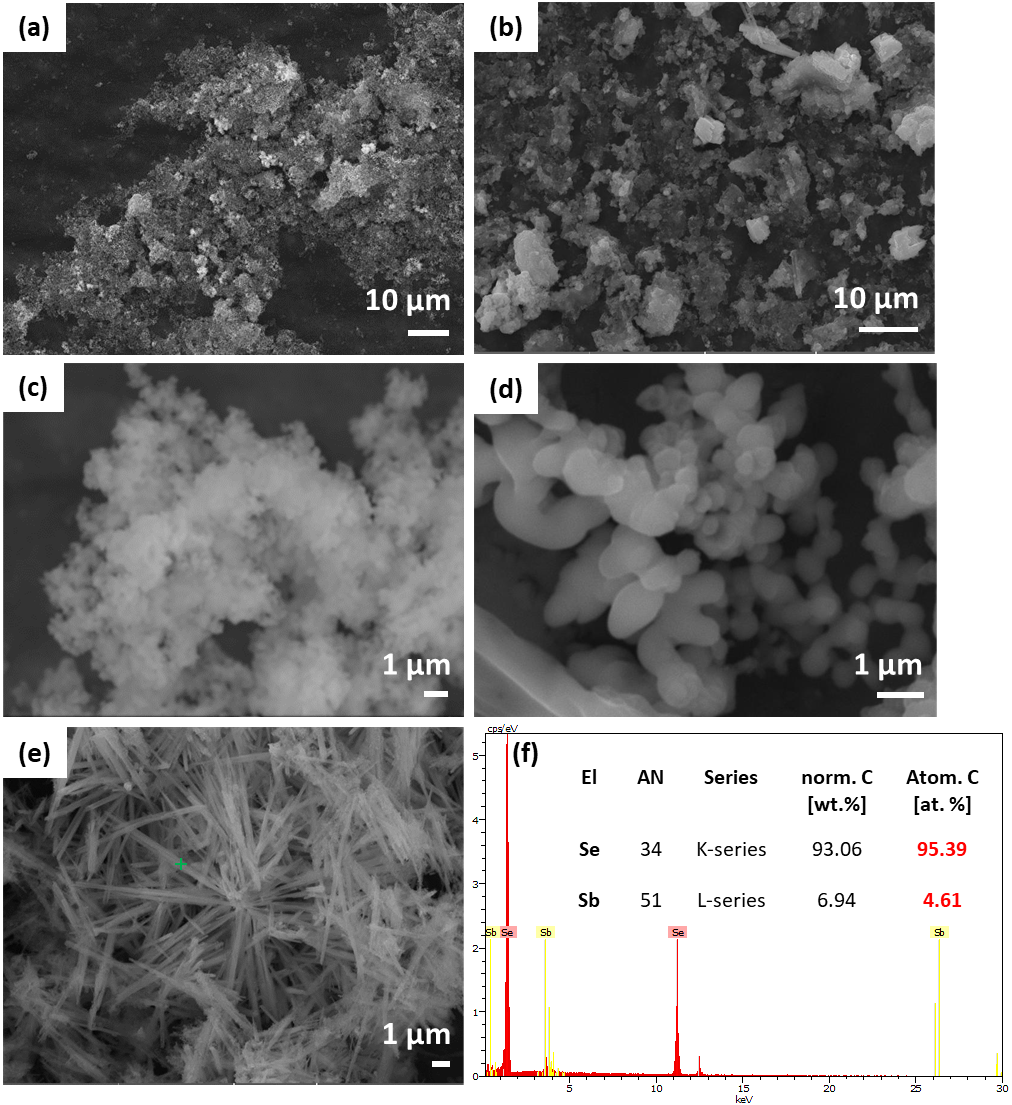 (a)
10 µm
(b)
10 µm
(c)
1 µm
(d)
1 µm
(e)
1 µm
cps/eV
(f)
El AN Series norm. C Atom. C
[wt.%] [at. %]
Se 34 K-series 93.06 95.39
Sb 51 L-series 6.94 4.61
Sb Se Sb Se Sb
5
4
3
2
1
0
5 10 15 20 25 30
keV